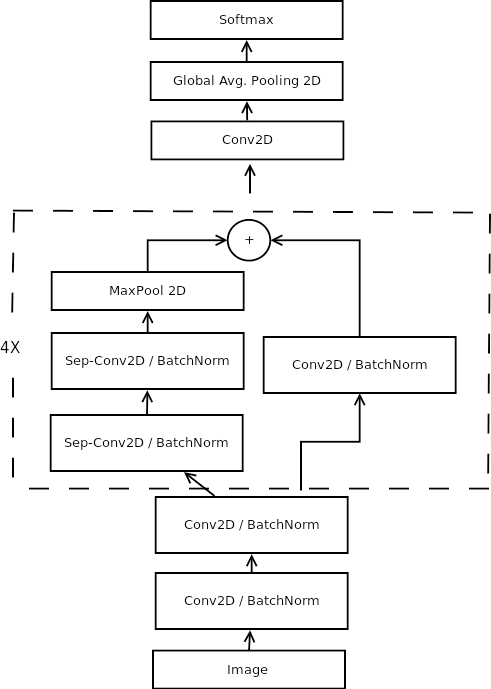 Softmax
Global Avg. Pooling 2D
Conv2D
+
MaxPool 2D
4X
Sep-Conv2D / BatchNorm
Conv2D / BatchNorm
Sep-Conv2D / BatchNorm
Conv2D / BatchNorm
Conv2D / BatchNorm
Image